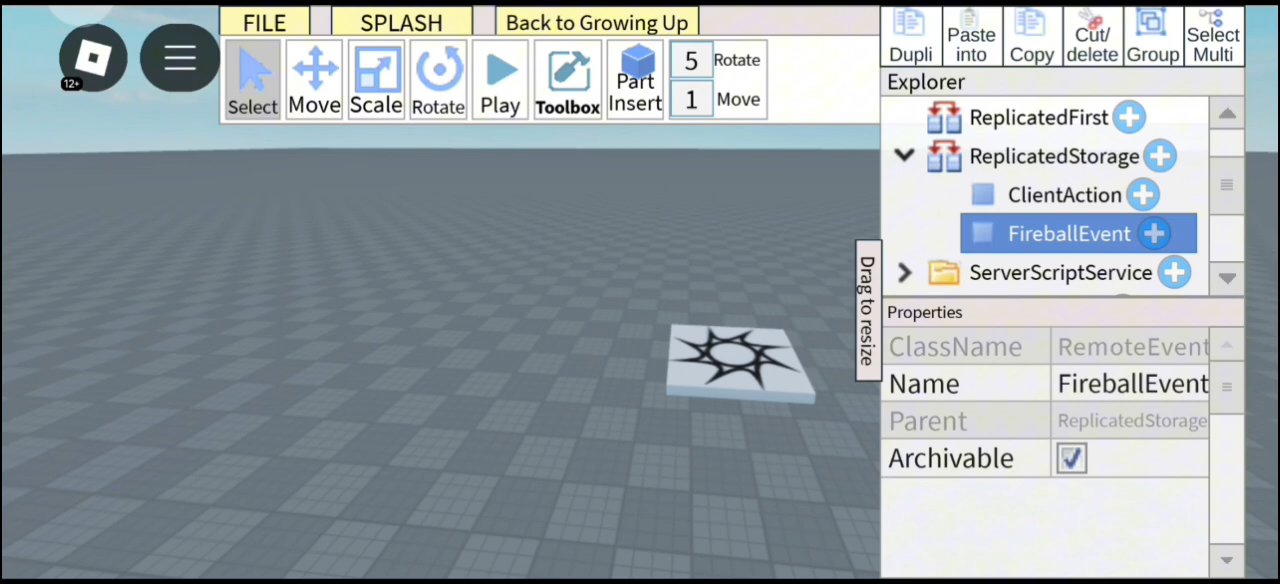 12+
FILE
SPLASH
Back to Growing Up
Select
Move
Scale
Rotate
Play
Toolbox
Part
Insert
5 Rotate
1 Move
Dupli
Paste
into
Copy
Cut/
delete
Group
Select
Multi
Explorer
ReplicatedFirst
ReplicatedStorage
ClientAction
FireballEvent
ServerScriptService
Drag to resize
Properties
ClassName RemoteEvent
Name FireballEvent
Parent ReplicatedStorage
Archivable